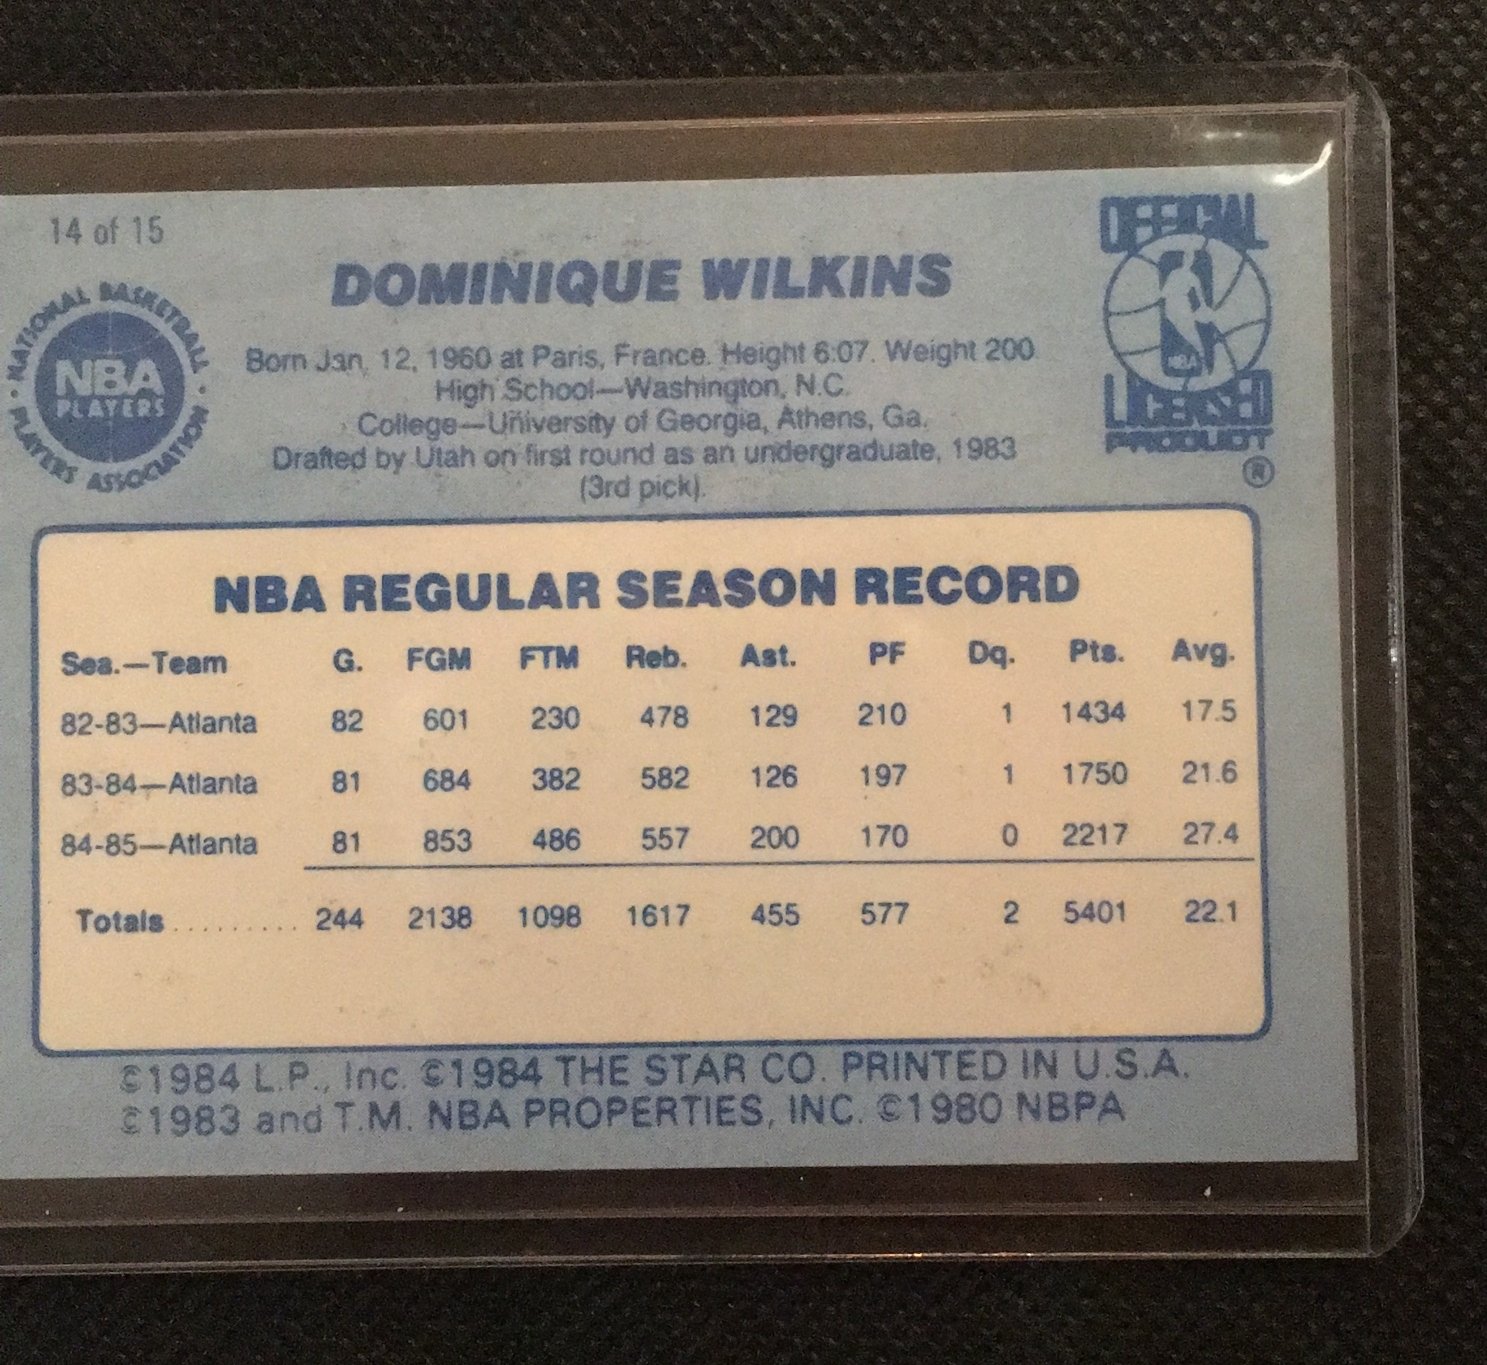 14 of 15
OFFICIAL
NATIONAL BASKETBALL
DOMINIQUE WILKINS
NBA
PLAYERS
PLAYERS ASSOCIATION
NBA
LICENSED
PRODUCT
®
Born Jan. 12, 1960 at Paris, France. Height 6:07. Weight 200
High School—Washington, N.C.
College—University of Georgia, Athens, Ga.
Drafted by Utah on first round as an undergraduate, 1983
(3rd pick).
NBA REGULAR SEASON RECORD
Sea.—Team G. FGM FTM Reb. Ast. PF Dq. Pts. Avg.
82-83—Atlanta 82 601 230 478 129 210 1 1434 17.5
83-84—Atlanta 81 684 382 582 126 197 1 1750 21.6
84-85—Atlanta 81 853 486 557 200 170 0 2217 27.4
Totals ......... 244 2138 1098 1617 455 577 2 5401 22.1
©1984 L.P., Inc. ©1984 THE STAR CO. PRINTED IN U.S.A.
©1983 and T.M. NBA PROPERTIES, INC. ©1980 NBPA